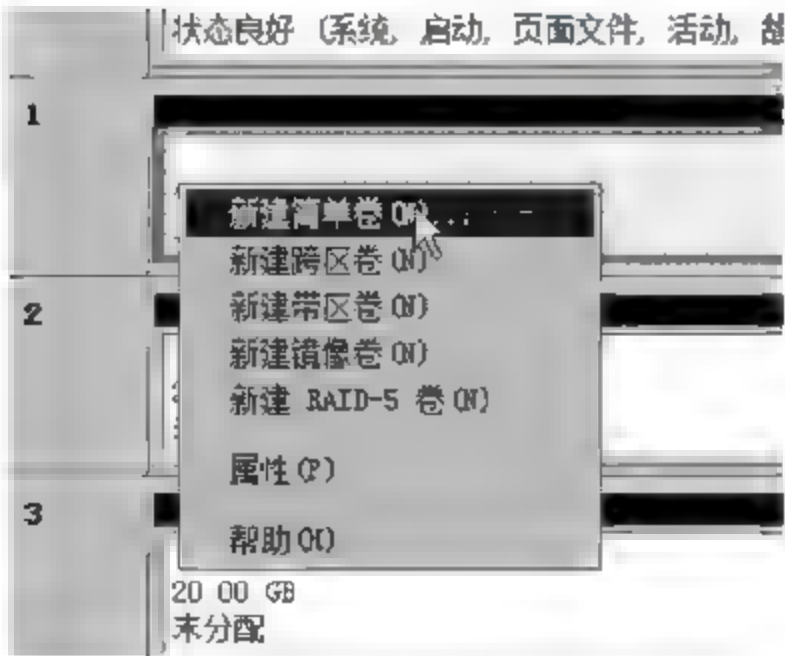 状态良好 (系统, 启动, 页面文件, 活动, 故
1
新建简单卷(N)...
新建跨区卷(N)
2
新建带区卷(N)
新建镜像卷(N)
新建 RAID-5 卷(N)
属性(P)
3
帮助(H)
20 00 GB
未分配